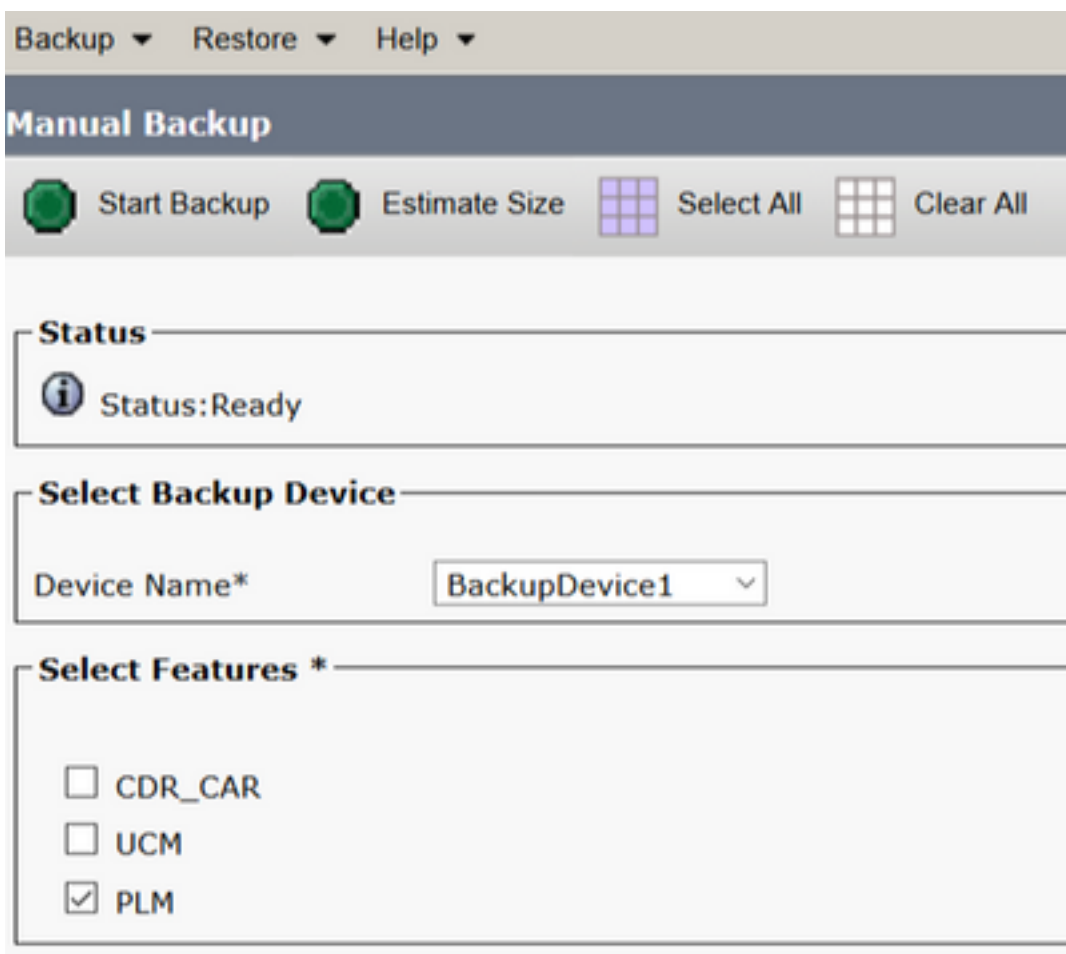 Backup Restore Help
Manual Backup
Start Backup Estimate Size Select All Clear All
Status
Status:Ready
Select Backup Device
Device Name* BackupDevice1
Select Features *
CDR_CAR
UCM
PLM